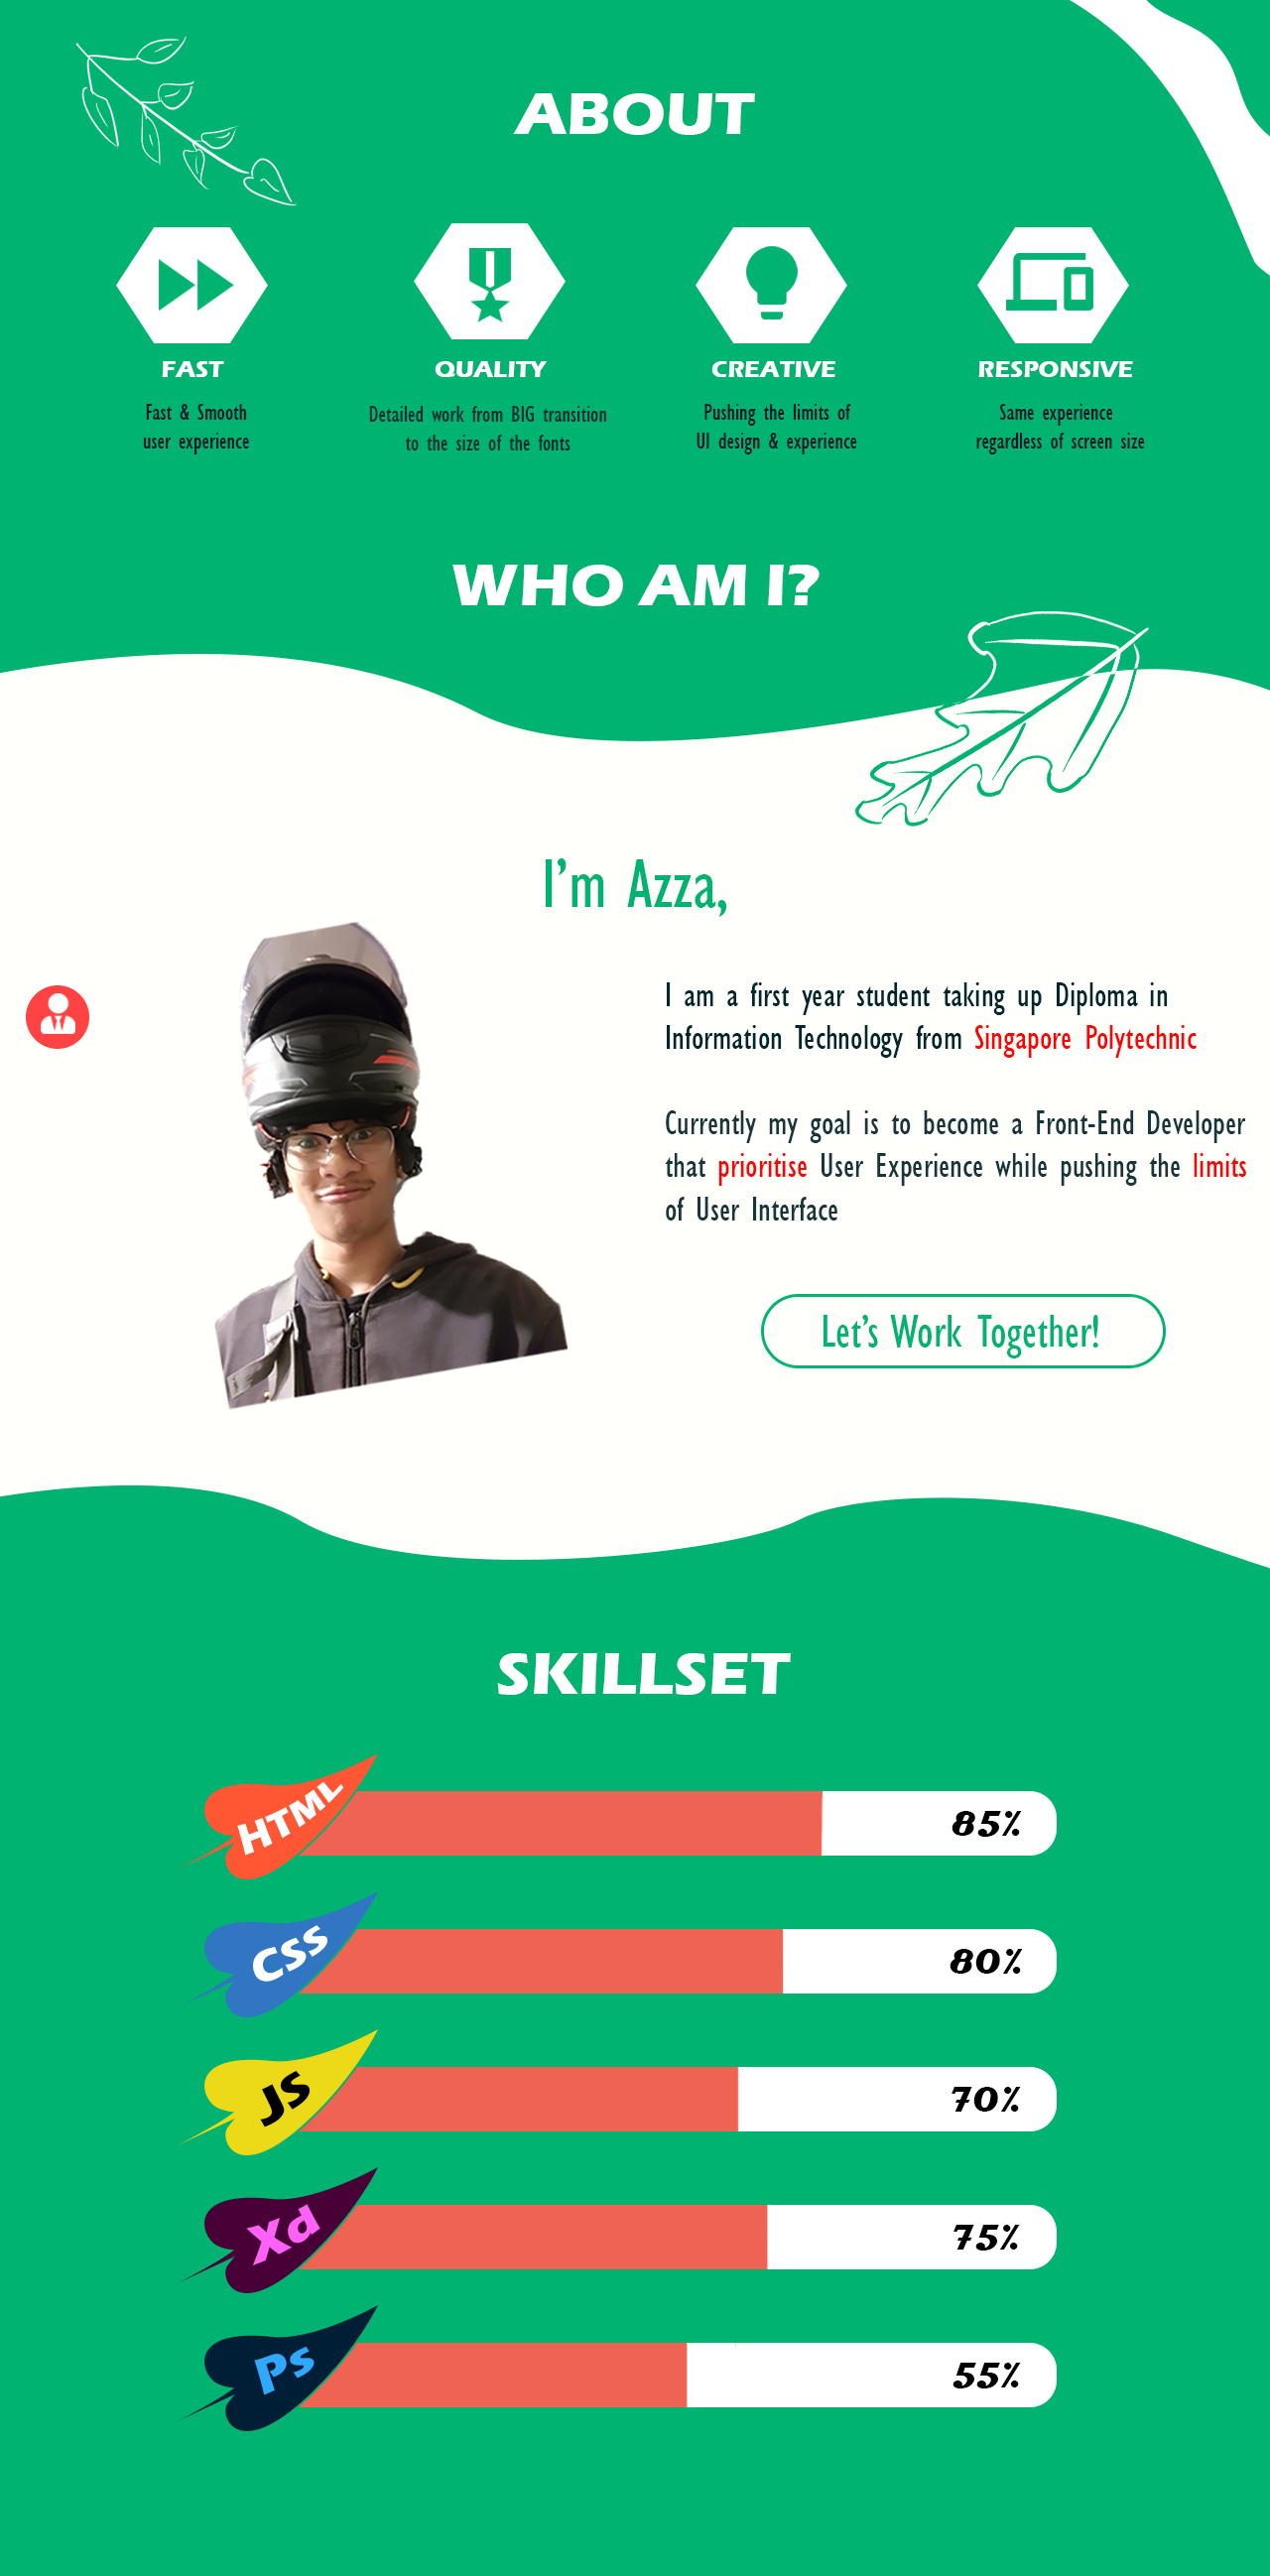 ABOUT
FAST
QUALITY
CREATIVE
RESPONSIVE
Fast & Smooth
user experience
Detailed work from BIG transition
to the size of the fonts
Pushing the limits of
UI design & experience
Same experience
regardless of screen size
WHO AM I?
I'm Azza,
I am a first year student taking up Diploma in
Information Technology from Singapore Polytechnic
Currently my goal is to become a Front-End Developer
that prioritise User Experience while pushing the limits
of User Interface
Let's Work Together!
SKILLSET
HTML
85%
CSS
80%
JS
70%
Xd
75%
Ps
55%